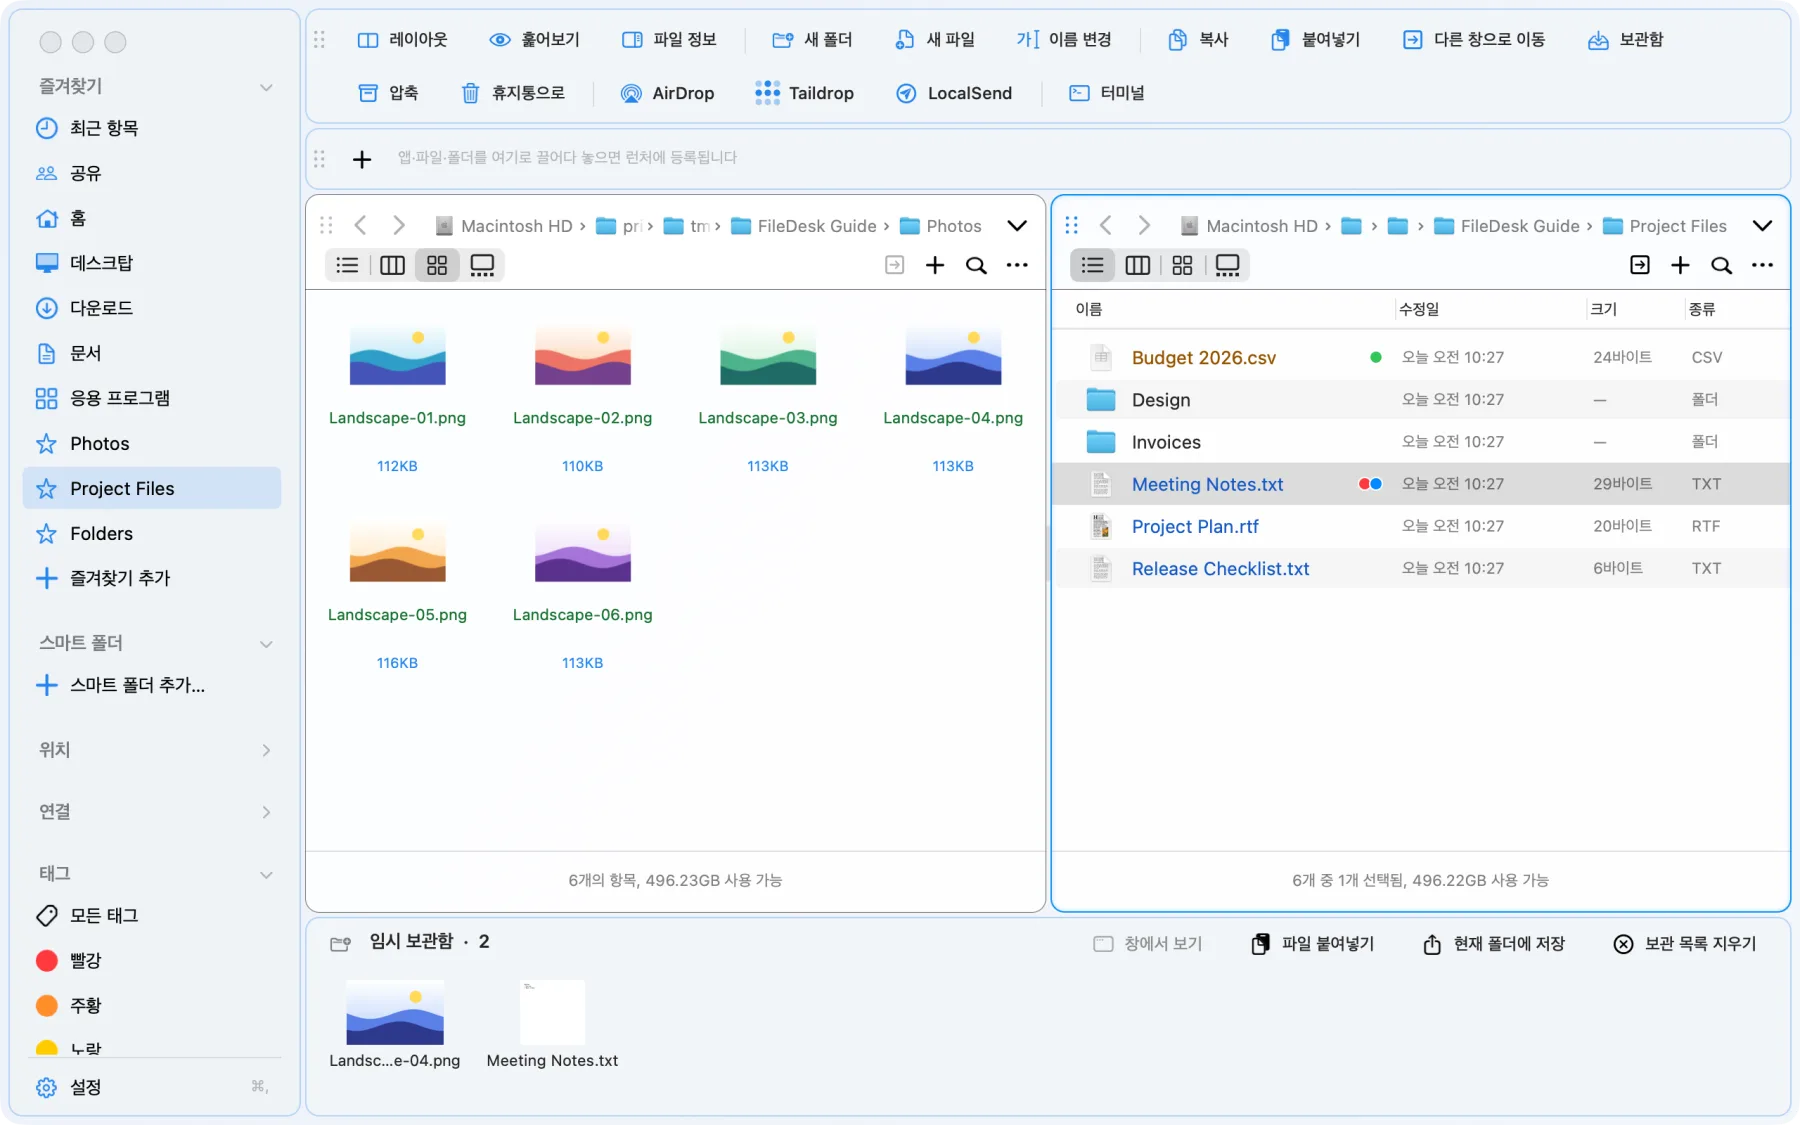 즐겨찾기
최근 항목
공유
홈
데스크탑
다운로드
문서
응용 프로그램
Photos
Project Files
Folders
즐겨찾기 추가
스마트 폴더
스마트 폴더 추가...
위치
연결
태그
모든 태그
빨강
주황
노랑
설정 ⌘,
레이아웃 훑어보기 파일 정보 새 폴더 새 파일 가 이름 변경 복사 붙여넣기 다른 창으로 이동 보관함
압축 휴지통으로 AirDrop Taildrop LocalSend 터미널
앱·파일·폴더를 여기로 끌어다 놓으면 런처에 등록됩니다
Macintosh HD › pri› tm› FileDesk Guide › Photos
Landscape-01.png Landscape-02.png Landscape-03.png Landscape-04.png
112KB 110KB 113KB 113KB
Landscape-05.png Landscape-06.png
116KB 113KB
6개의 항목, 496.23GB 사용 가능
Macintosh HD › › › FileDesk Guide › Project Files
이름 수정일 크기 종류
Budget 2026.csv 오늘 오전 10:27 24바이트 CSV
Design 오늘 오전 10:27 — 폴더
Invoices 오늘 오전 10:27 — 폴더
Meeting Notes.txt 오늘 오전 10:27 29바이트 TXT
Project Plan.rtf 오늘 오전 10:27 20바이트 RTF
Release Checklist.txt 오늘 오전 10:27 6바이트 TXT
6개 중 1개 선택됨, 496.22GB 사용 가능
임시 보관함 · 2 창에서 보기 파일 붙여넣기 현재 폴더에 저장 보관 목록 지우기
Landsc...e-04.png Meeting Notes.txt